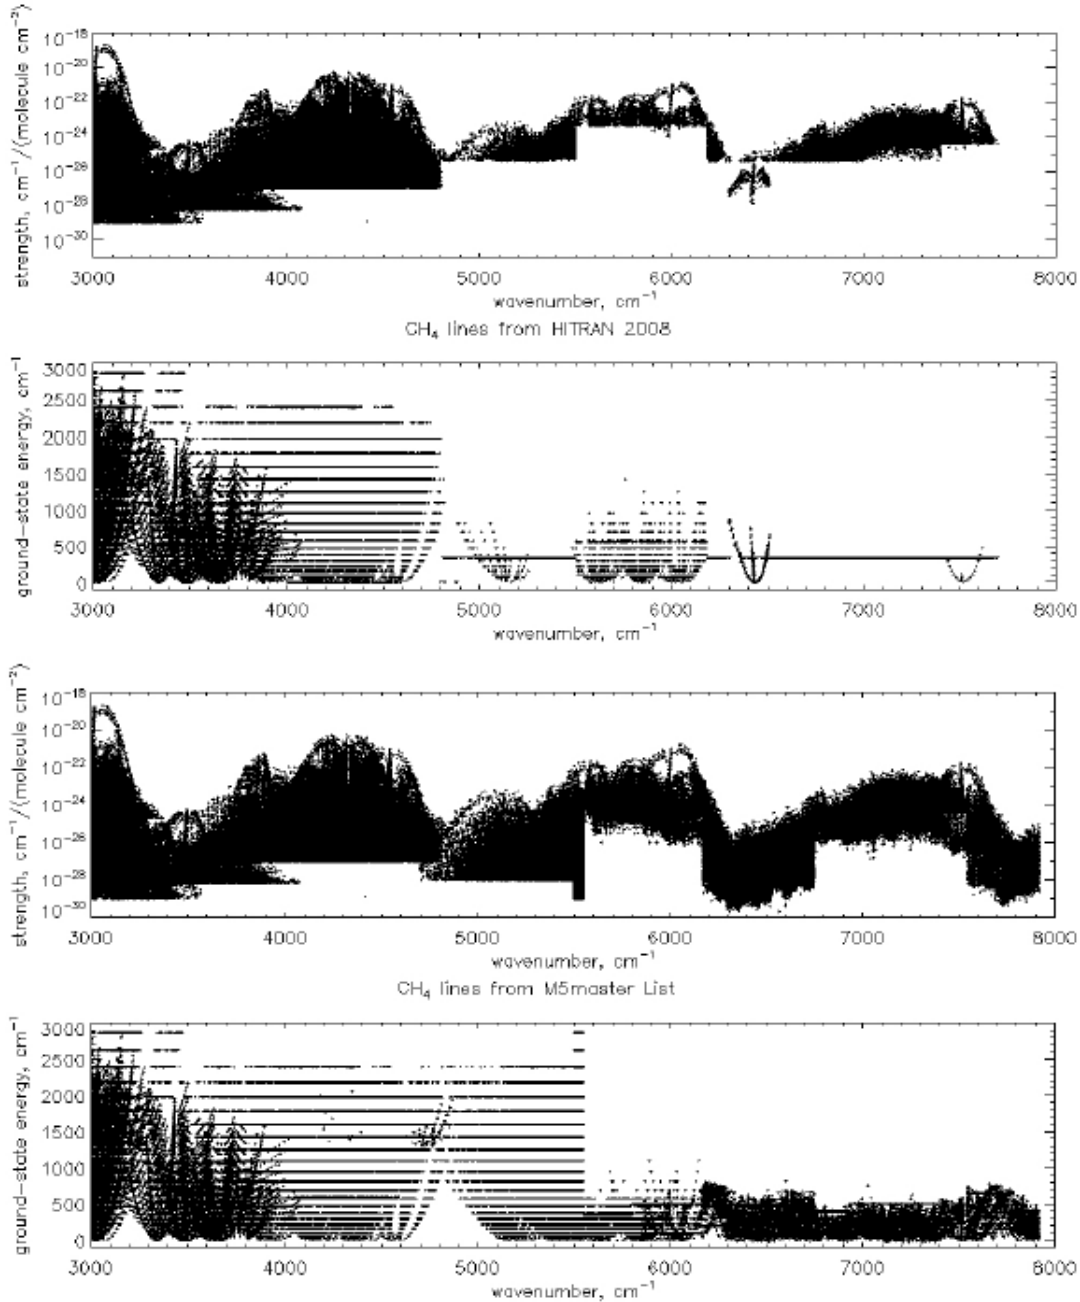 strength, cm⁻¹/(molecule cm⁻²)
10⁻¹⁸
10⁻²⁰
10⁻²²
10⁻²⁴
10⁻²⁶
10⁻²⁸
10⁻³⁰
3000 4000 5000 6000 7000 8000
wavenumber, cm⁻¹
CH₄ lines from HITRAN 2008
ground-state energy, cm⁻¹
3000
2500
2000
1500
1000
500
0
3000 4000 5000 6000 7000 8000
wavenumber, cm⁻¹
strength, cm⁻¹/(molecule cm⁻²)
10⁻¹⁸
10⁻²⁰
10⁻²²
10⁻²⁴
10⁻²⁶
10⁻²⁸
10⁻³⁰
3000 4000 5000 6000 7000 8000
wavenumber, cm⁻¹
CH₄ lines from M5master List
ground-state energy, cm⁻¹
3000
2500
2000
1500
1000
500
0
3000 4000 5000 6000 7000 8000
wavenumber, cm⁻¹